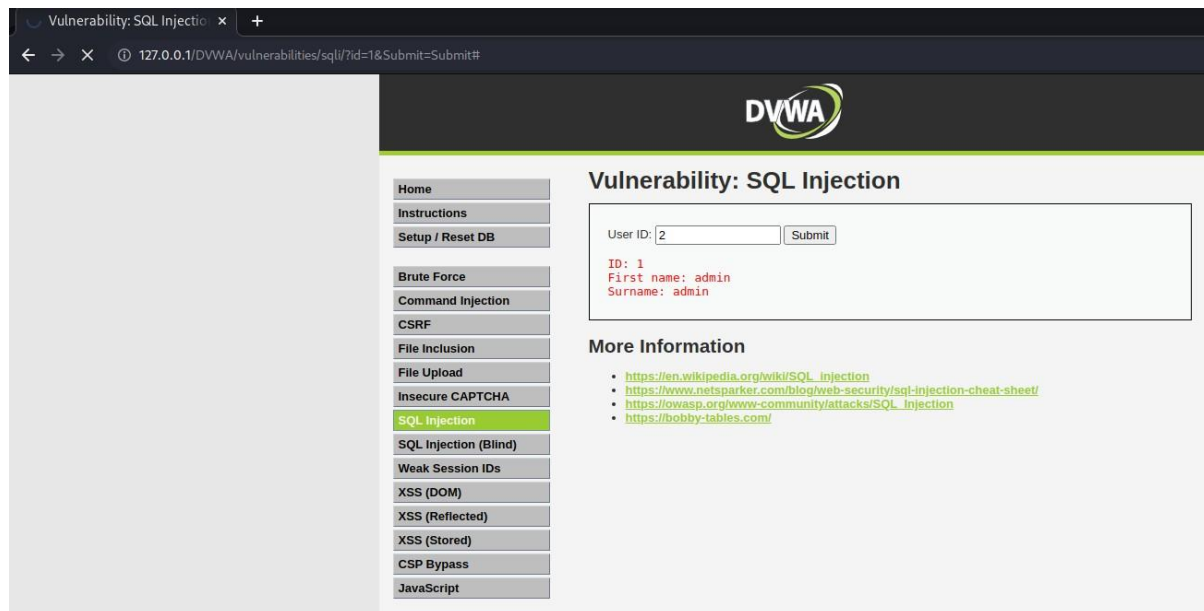 Vulnerability: SQL Injectio
127.0.0.1/DVWA/vulnerabilities/sqli/?id=1&Submit=Submit#
DVWA
Home
Instructions
Setup / Reset DB
Brute Force
Command Injection
CSRF
File Inclusion
File Upload
Insecure CAPTCHA
SQL Injection
SQL Injection (Blind)
Weak Session IDs
XSS (DOM)
XSS (Reflected)
XSS (Stored)
CSP Bypass
JavaScript
Vulnerability: SQL Injection
User ID: 2 Submit
ID: 1
First name: admin
Surname: admin
More Information
https://en.wikipedia.org/wiki/SQL_injection
https://www.netsparker.com/blog/web-security/sql-injection-cheat-sheet/
https://owasp.org/www-community/attacks/SQL_Injection
https://bobby-tables.com/